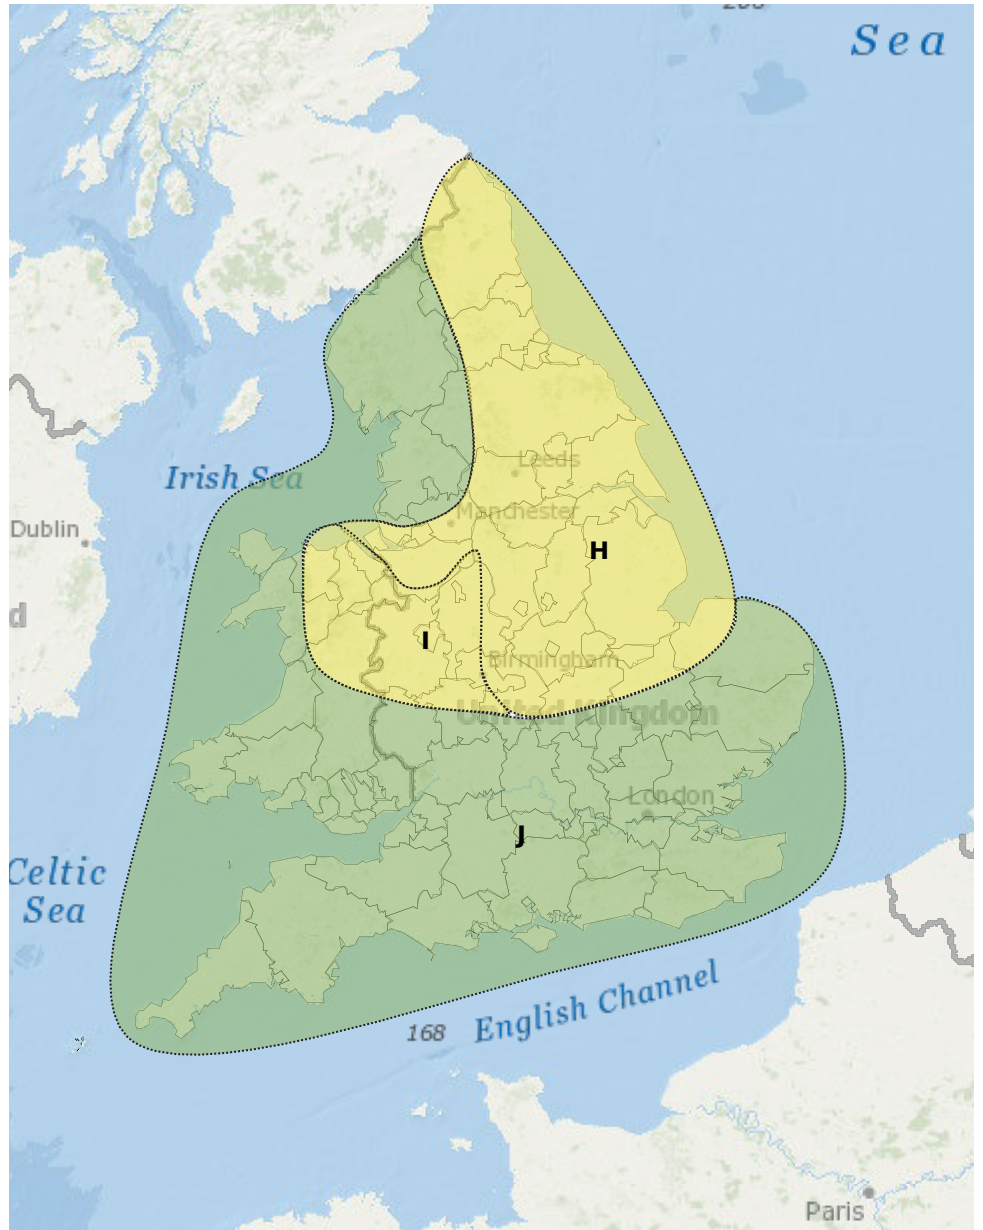 Sea
Leeds
Irish Sea
Manchester
Dublin
H
d
I
Birmingham
United Kingdom
London
J
Celtic
Sea
English Channel
168
Paris